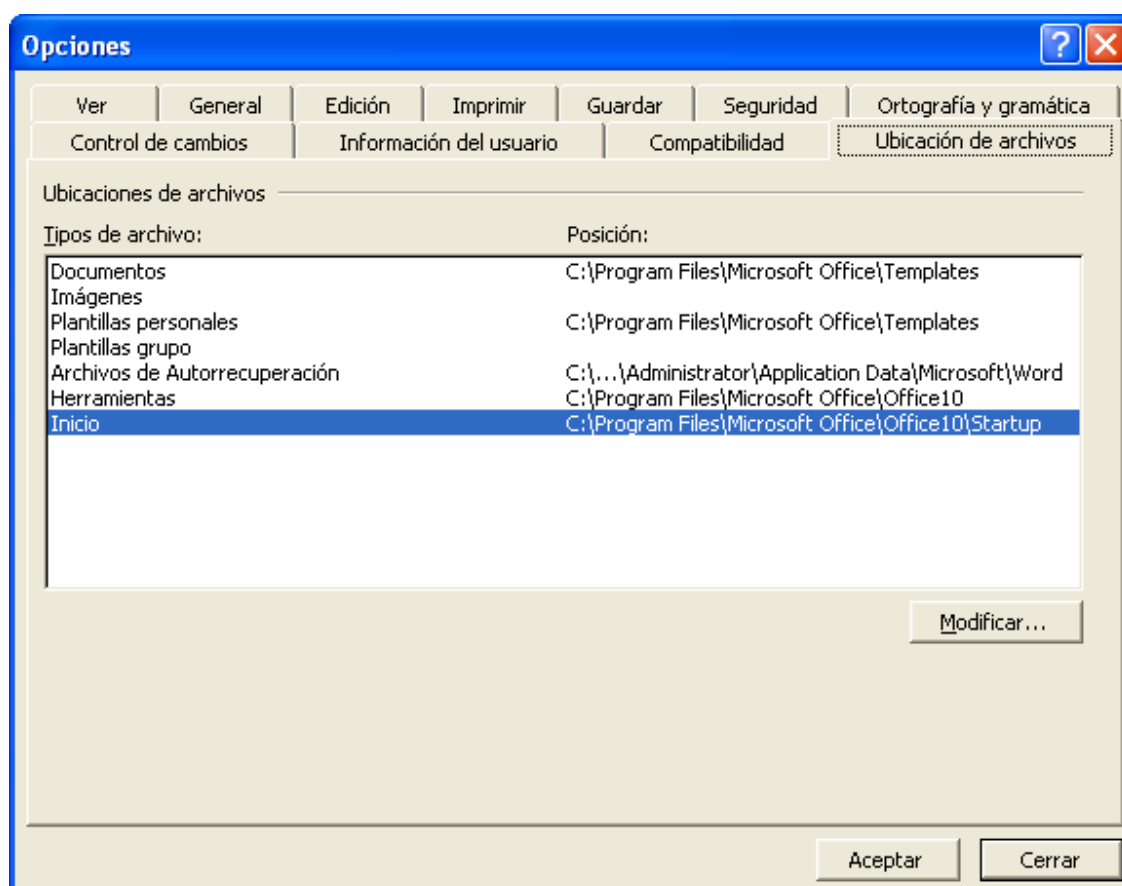 Opciones
Ver General Edición Imprimir Guardar Seguridad Ortografía y gramática
Control de cambios Información del usuario Compatibilidad Ubicación de archivos
Ubicaciones de archivos
Tipos de archivo: Posición:
Documentos C:\Program Files\Microsoft Office\Templates
Imágenes
Plantillas personales C:\Program Files\Microsoft Office\Templates
Plantillas grupo
Archivos de Autorrecuperación C:\...\Administrator\Application Data\Microsoft\Word
Herramientas C:\Program Files\Microsoft Office\Office10
Inicio C:\Program Files\Microsoft Office\Office10\Startup
Modificar...
Aceptar Cerrar